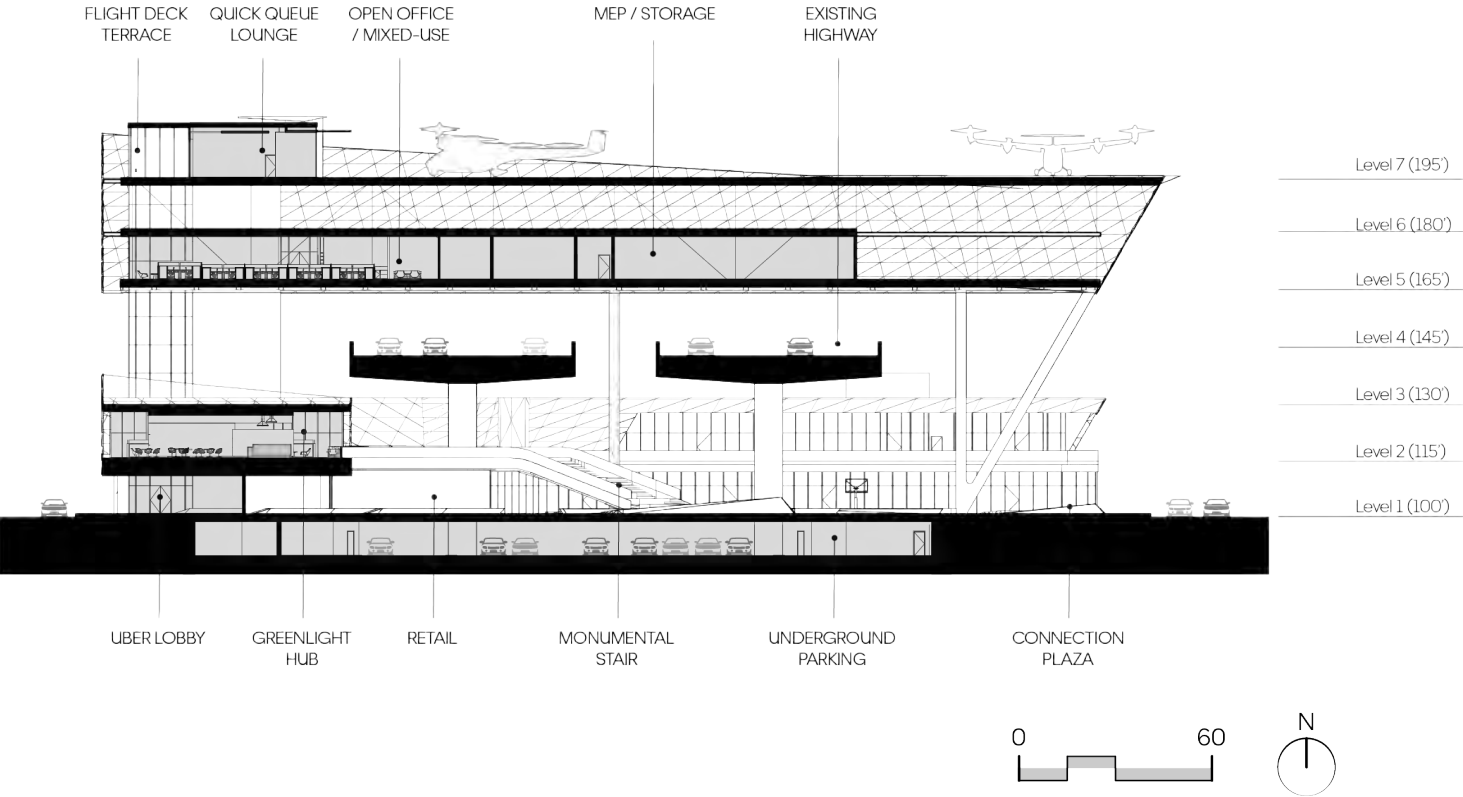 FLIGHT DECK
TERRACE
QUICK QUEUE
LOUNGE
OPEN OFFICE
/ MIXED-USE
MEP / STORAGE
EXISTING
HIGHWAY
Level 7 (195')
Level 6 (180')
Level 5 (165')
Level 4 (145')
Level 3 (130')
Level 2 (115')
Level 1 (100')
UBER LOBBY
GREENLIGHT
HUB
RETAIL
MONUMENTAL
STAIR
UNDERGROUND
PARKING
CONNECTION
PLAZA
0 60
N